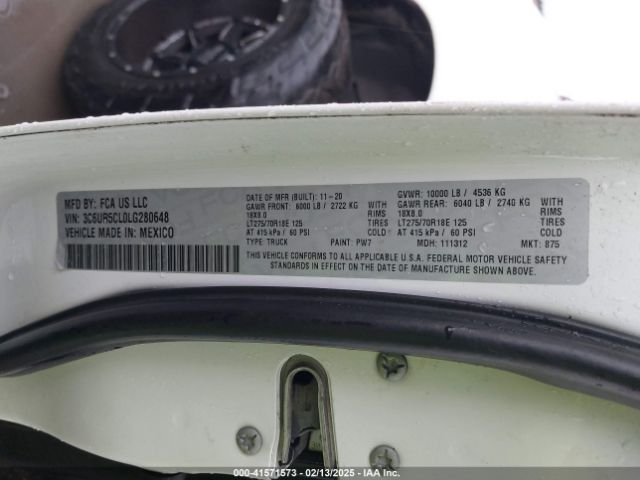 MFD BY: FCA US LLC
VIN: 3C6UR5CL0LG280648
VEHICLE MADE IN: MEXICO
DATE OF MFR (BUILT): 11-20
GAWR FRONT: 6000 LB / 2722 KG WITH
18X8.0 RIMS
LT275/70R18E 125 TIRES
AT 415 kPa / 60 PSI COLD
TYPE: TRUCK PAINT: PW7
GVWR: 10000 LB / 4536 KG
GAWR REAR: 6040 LB / 2740 KG WITH
18X8.0 RIMS
LT275/70R18E 125 TIRES
AT 415 kPa / 60 PSI COLD
MDH: 111312 MKT: 875
THIS VEHICLE CONFORMS TO ALL APPLICABLE U.S.A. FEDERAL MOTOR VEHICLE SAFETY
STANDARDS IN EFFECT ON THE DATE OF MANUFACTURE SHOWN ABOVE.
000-41571573 02/13/2025 - IAAI.COM